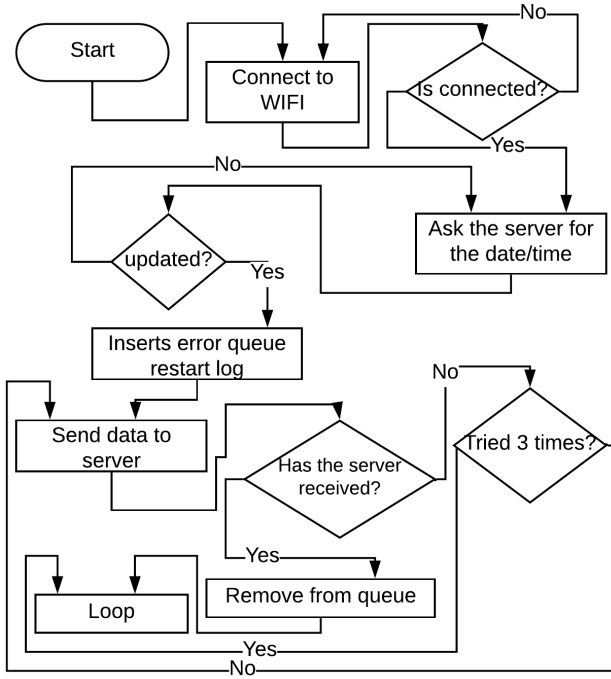 Start
No
Connect to
WIFI
Is connected?
Yes
No
Ask the server for
the date/time
updated?
Yes
Inserts error queue
restart log
No
Send data to
server
Has the server
received?
Tried 3 times?
Yes
Remove from queue
Loop
Yes
No